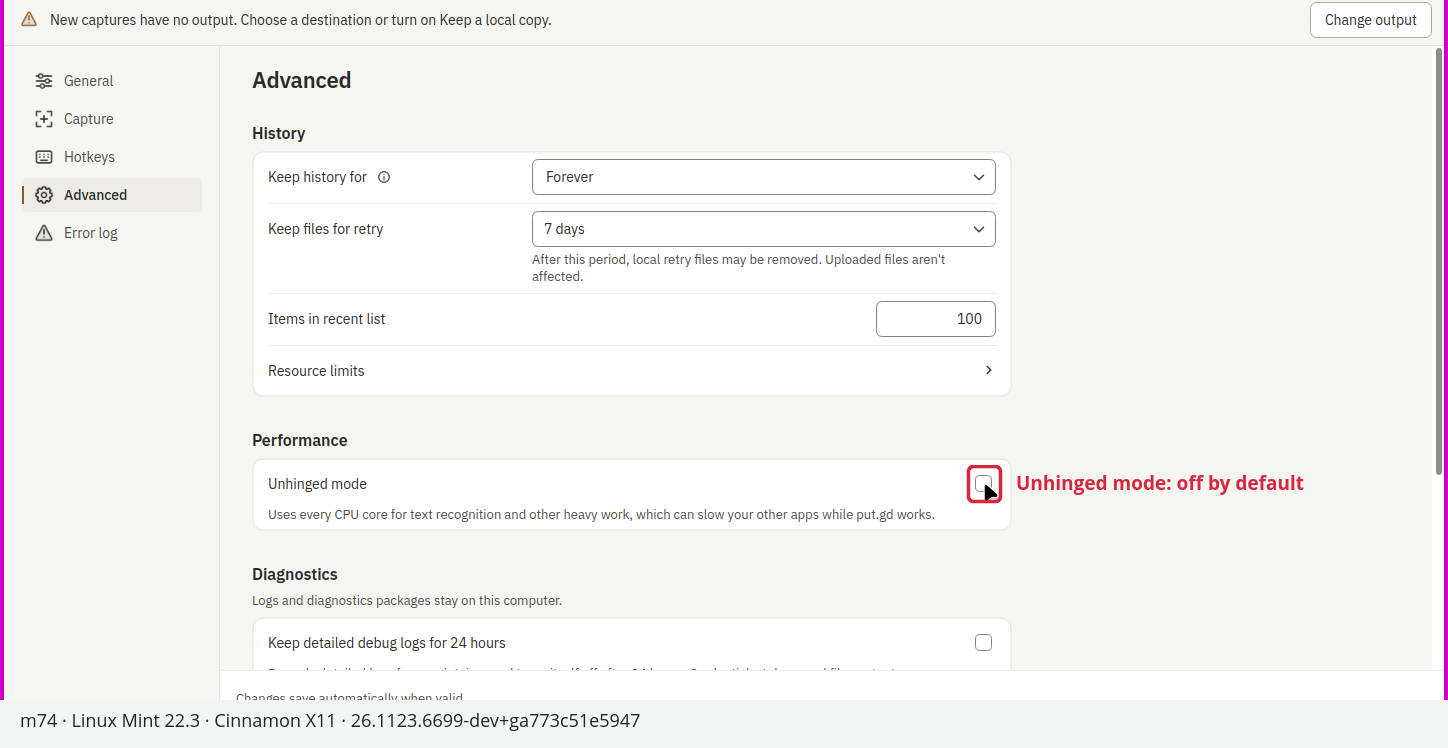 New captures have no output. Choose a destination or turn on Keep a local copy.
Change output
General
Capture
Hotkeys
Advanced
Error log
Advanced
History
Keep history for
Forever
Keep files for retry
7 days
After this period, local retry files may be removed. Uploaded files aren't
affected.
Items in recent list
100
Resource limits
Performance
Unhinged mode
Unhinged mode: off by default
Uses every CPU core for text recognition and other heavy work, which can slow your other apps while put.gd works.
Diagnostics
Logs and diagnostics packages stay on this computer.
Keep detailed debug logs for 24 hours
Changes save automatically when valid
m74 · Linux Mint 22.3 · Cinnamon X11 · 26.1123.6699-dev+ga773c51e5947